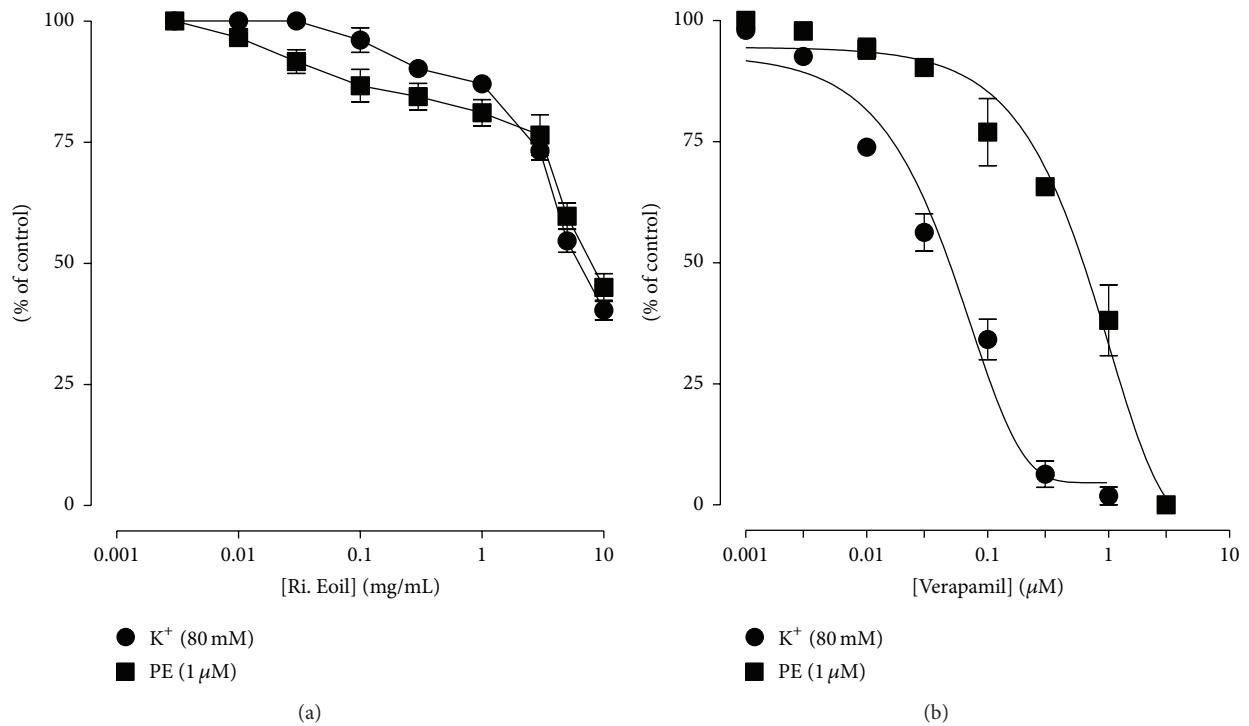 100
75
50
25
0
(% of control)
0.001 0.01 0.1 1 10
[Ri. Eoil] (mg/mL)
K⁺ (80 mM)
PE (1 μM)
(a)
100
75
50
25
0
(% of control)
0.001 0.01 0.1 1 10
[Verapamil] (μM)
K⁺ (80 mM)
PE (1 μM)
(b)